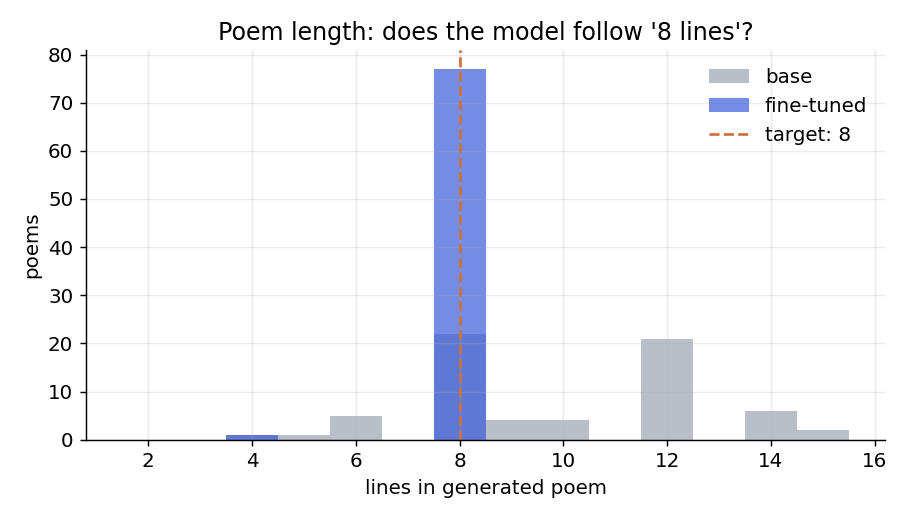 Poem length: does the model follow '8 lines'?
80
70
60
50
40
30
20
10
0
poems
base
fine-tuned
target: 8
2 4 6 8 10 12 14 16
lines in generated poem